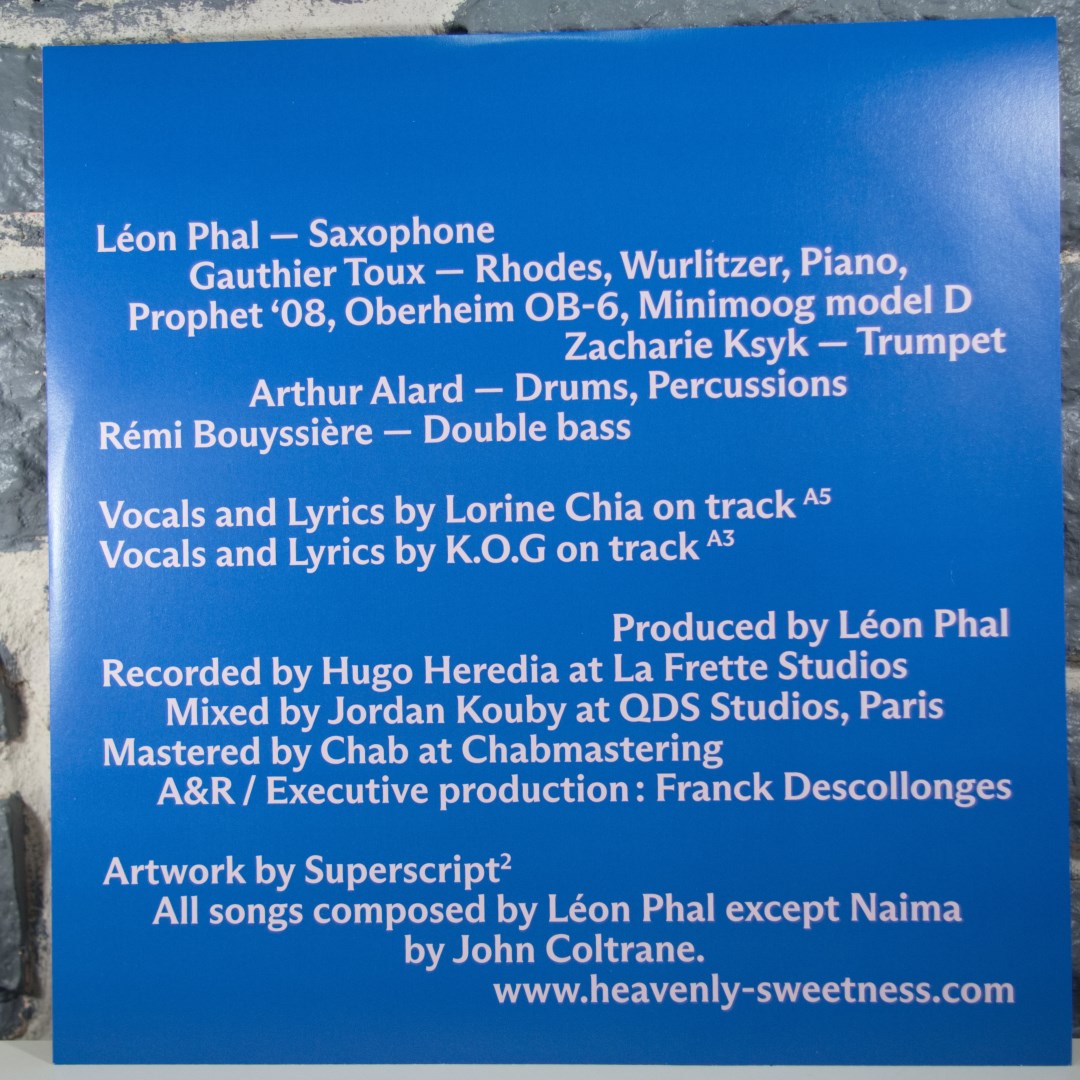 Léon Phal — Saxophone
Gauthier Toux — Rhodes, Wurlitzer, Piano,
Prophet ‘08, Oberheim OB-6, Minimoog model D
Zacharie Ksyk — Trumpet
Arthur Alard — Drums, Percussions
Rémi Bouyssière — Double bass
Vocals and Lyrics by Lorine Chia on track A5
Vocals and Lyrics by K.O.G on track A3
Produced by Léon Phal
Recorded by Hugo Heredia at La Frette Studios
Mixed by Jordan Kouby at QDS Studios, Paris
Mastered by Chab at Chabmastering
A&R / Executive production : Franck Descollonges
Artwork by Superscript²
All songs composed by Léon Phal except Naima
by John Coltrane.
www.heavenly-sweetness.com